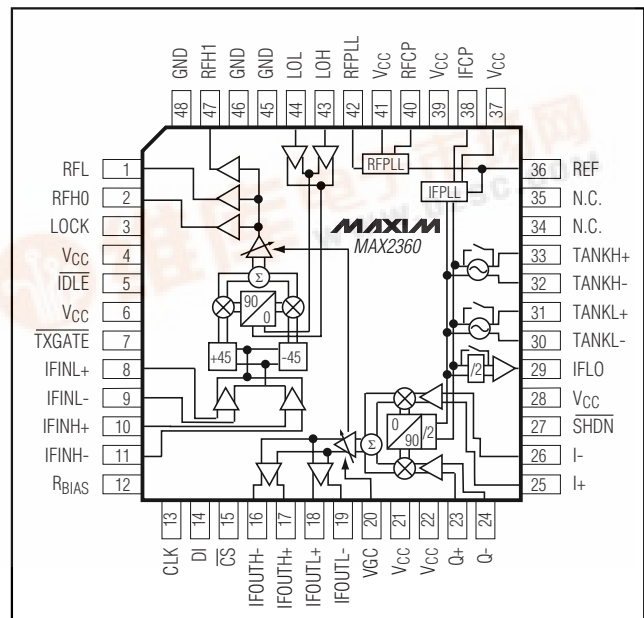 GND
RFH1
GND
GND
LOL
LOH
RFPLL
VCC
RFCP
VCC
IFCP
VCC
48
47
46
45
44
43
42
41
40
39
38
37
RFL 1
RFH0 2
LOCK 3
VCC 4
IDLE 5
VCC 6
TXGATE 7
IFINL+ 8
IFINL- 9
IFINH+ 10
IFINH- 11
RBIAS 12
RFPLL
IFPLL
MAXIM
MAX2360
Σ
90
0
+45
-45
/2
0
90
/2
Σ
36 REF
35 N.C.
34 N.C.
33 TANKH+
32 TANKH-
31 TANKL+
30 TANKL-
29 IFLO
28 VCC
27 SHDN
26 I-
25 I+
13
14
15
16
17
18
19
20
21
22
23
24
CLK
DI
CS
IFOUTH-
IFOUTH+
IFOUTL+
IFOUTL-
VGC
VCC
VCC
Q+
Q-